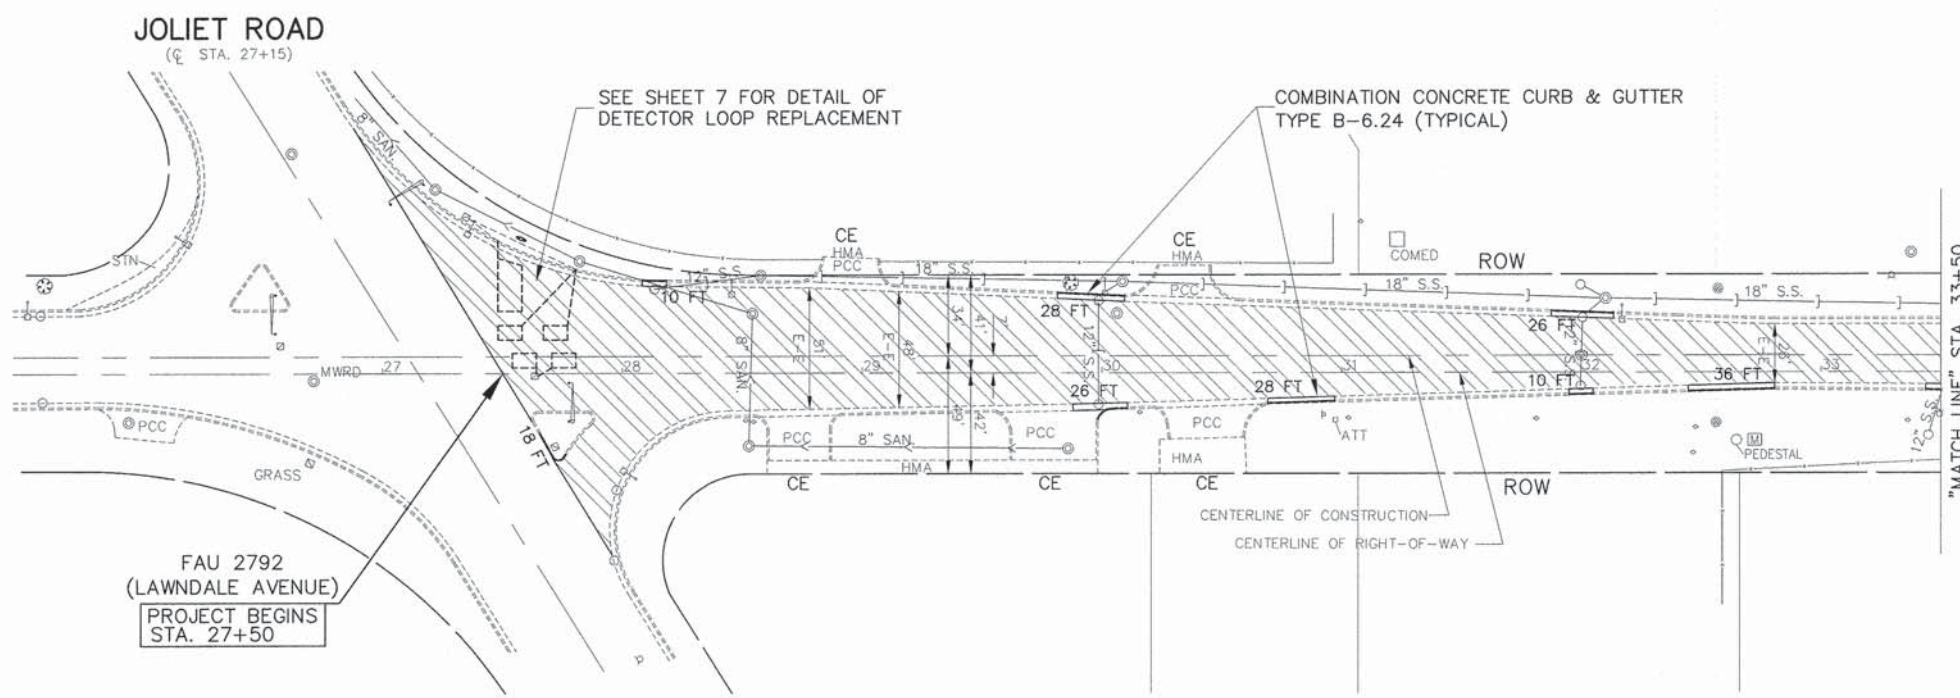 JOLIET ROAD
(℄ STA. 27+15)
SEE SHEET 7 FOR DETAIL OF
DETECTOR LOOP REPLACEMENT
COMBINATION CONCRETE CURB & GUTTER
TYPE B-6.24 (TYPICAL)
8" SAN.
STN
CE
HMA
PCC
CE
HMA
PCC
COMED
ROW
12" S.S.
18" S.S.
18" S.S.
18" S.S.
10 FT
28 FT
26 FT
8" SAN.
E-E
48'
E-E
34'
41'
7'
12" S.S.
12" S.S.
26'
E-E
MWRD
27
28
29
30
31
32
33
26 FT
28 FT
10 FT
36 FT
49'
42'
18 FT
PCC
PCC
8" SAN.
PCC
PCC
HMA
HMA
ATT
M
PEDESTAL
12" S.S.
"MATCH LINE" STA. 33+50
GRASS
CE
CE
CE
ROW
CENTERLINE OF CONSTRUCTION
CENTERLINE OF RIGHT-OF-WAY
FAU 2792
(LAWNDALE AVENUE)
PROJECT BEGINS
STA. 27+50